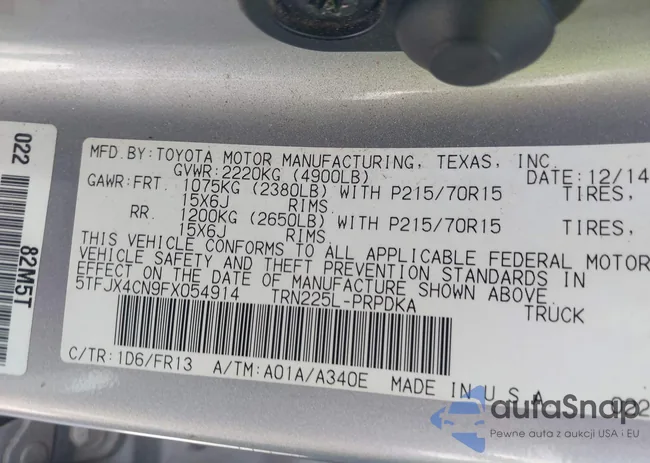 MFD.BY:TOYOTA MOTOR MANUFACTURING, TEXAS, INC.
GVWR:2220KG (4900LB) DATE:12/14
GAWR:FRT. 1075KG (2380LB) WITH P215/70R15 TIRES,
15X6J RIMS
RR. 1200KG (2650LB) WITH P215/70R15 TIRES,
15X6J RIMS
THIS VEHICLE CONFORMS TO ALL APPLICABLE FEDERAL MOTOR
VEHICLE SAFETY AND THEFT PREVENTION STANDARDS IN
EFFECT ON THE DATE OF MANUFACTURE SHOWN ABOVE.
5TFJX4CN9FX054914 TRN225L-PRPDKA TRUCK
C/TR:1D6/FR13 A/TM:A01A/A340E MADE IN U.S.A.
022
82M5T
autaSnap
Pewne auta z aukcji USA i EU